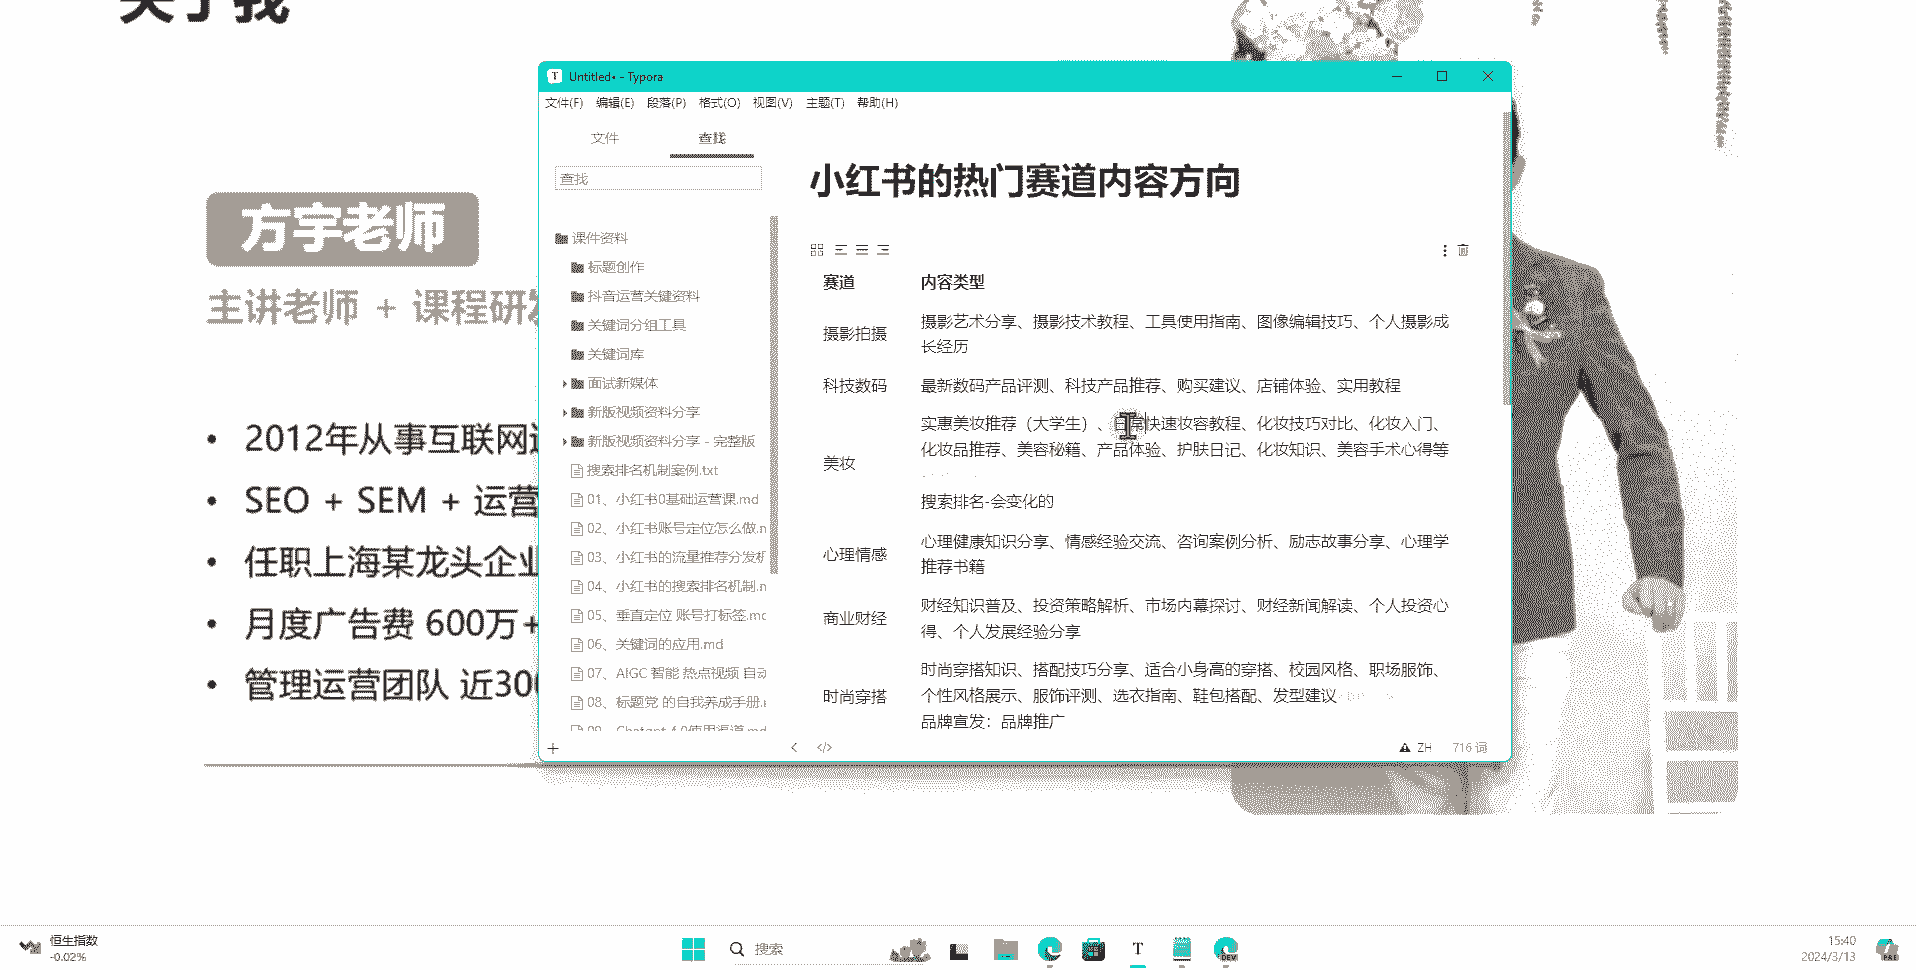 关于我
方宇老师
主讲老师 + 课程研发
2012年从事互联网
SEO + SEM + 运营
任职上海某龙头企业
月度广告费 600万+
管理运营团队 近300
Untitled• - Typora
文件(F) 编辑(E) 段落(P) 格式(O) 视图(V) 主题(T) 帮助(H)
文件 查找
查找
课件资料
标题创作
抖音运营关键资料
关键词分组工具
关键词库
面试新媒体
新版视频资料分享
新版视频资料分享 - 完整版
搜索排名机制案例.txt
01、小红书0基础运营课.md
02、小红书账号定位怎么做.
03、小红书的流量推荐分发机
04、小红书的搜索排名机制.
05、垂直定位 账号打标签.mc
06、关键词的应用.md
07、AIGC 智能 热点视频 自动
08、标题党 的自我养成手册.
09、Chatgpt 4.0使用渠道.md
小红书的热门赛道内容方向
赛道 内容类型
摄影拍摄 摄影艺术分享、摄影技术教程、工具使用指南、图像编辑技巧、个人摄影成
长经历
科技数码 最新数码产品评测、科技产品推荐、购买建议、店铺体验、实用教程
实惠美妆推荐（大学生）、日常快速妆容教程、化妆技巧对比、化妆入门、
化妆品推荐、美容秘籍、产品体验、护肤日记、化妆知识、美容手术心得等
美妆
搜索排名-会变化的
心理情感 心理健康知识分享、情感经验交流、咨询案例分析、励志故事分享、心理学
推荐书籍
商业财经 财经知识普及、投资策略解析、市场内幕探讨、财经新闻解读、个人投资心
得、个人发展经验分享
时尚穿搭知识、搭配技巧分享、适合小身高的穿搭、校园风格、职场服饰、
时尚穿搭 个性风格展示、服饰评测、选衣指南、鞋包搭配、发型建议
品牌宣发：品牌推广
</> ZH 716 词
恒生指数
-0.02%
搜索
T
DEV
15:40
2024/3/13
PRE